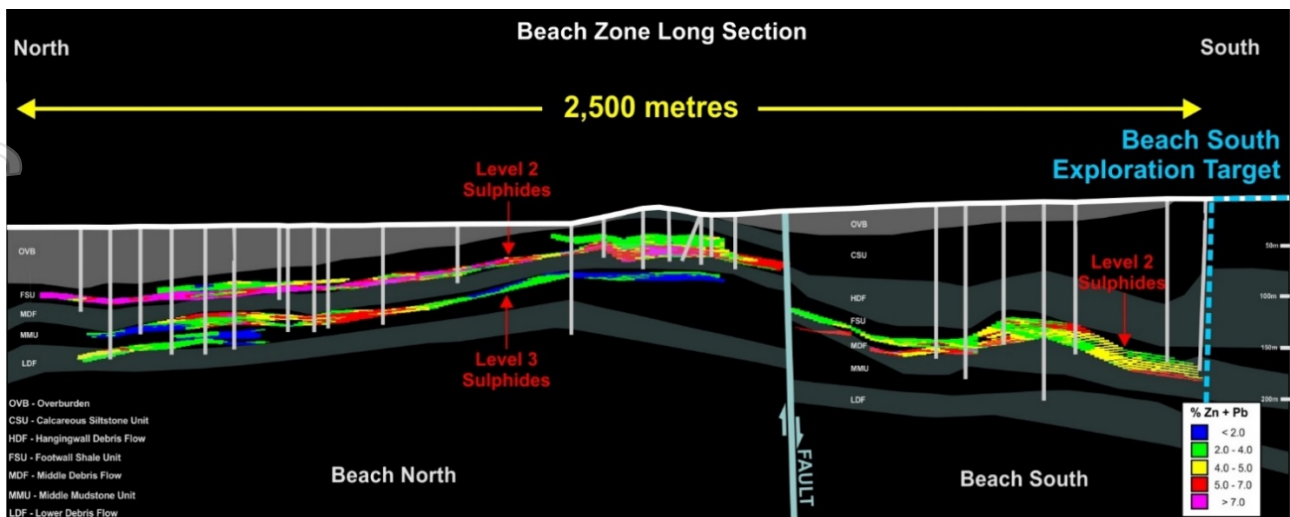 Beach Zone Long Section
North
South
2,500 metres
Beach South
Exploration Target
Level 2
Sulphides
OVB
OVB
50m
CSU
Level 2
Sulphides
FSU
HDF
100m
MDF
FSU
MMU
MDF
150m
LDF
Level 3
Sulphides
MMU
LDF
200m
OVB - Overburden
CSU - Calcareous Siltstone Unit
HDF - Hangingwall Debris Flow
FSU - Footwall Shale Unit
MDF - Middle Debris Flow
MMU - Middle Mudstone Unit
LDF - Lower Debris Flow
Beach North
FAULT
Beach South
% Zn + Pb
< 2.0
2.0 - 4.0
4.0 - 5.0
5.0 - 7.0
> 7.0